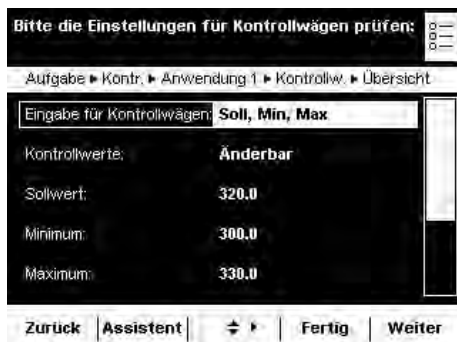 Bitte die Einstellungen für Kontrollwägen prüfen:
Aufgabe ▸ Kontr. ▸ Anwendung 1 ▸ Kontrollw. ▸ Übersicht
Eingabe für Kontrollwägen: Soll, Min, Max
Kontrollwerte: Änderbar
Sollwert: 320.0
Minimum: 300.0
Maximum: 330.0
Zurück Assistent Fertig Weiter